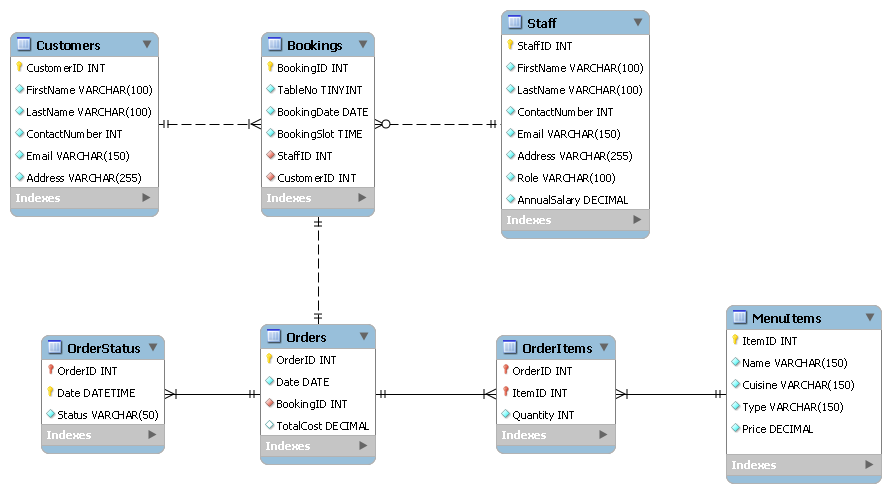 Customers
CustomerID INT
FirstName VARCHAR(100)
LastName VARCHAR(100)
ContactNumber INT
Email VARCHAR(150)
Address VARCHAR(255)
Indexes
Bookings
BookingID INT
TableNo TINYINT
BookingDate DATE
BookingSlot TIME
StaffID INT
CustomerID INT
Indexes
Staff
StaffID INT
FirstName VARCHAR(100)
LastName VARCHAR(100)
ContactNumber INT
Email VARCHAR(150)
Address VARCHAR(255)
Role VARCHAR(100)
AnnualSalary DECIMAL
Indexes
OrderStatus
OrderID INT
Date DATETIME
Status VARCHAR(50)
Indexes
Orders
OrderID INT
Date DATE
BookingID INT
TotalCost DECIMAL
Indexes
OrderItems
OrderID INT
ItemID INT
Quantity INT
Indexes
MenuItems
ItemID INT
Name VARCHAR(150)
Cuisine VARCHAR(150)
Type VARCHAR(150)
Price DECIMAL
Indexes